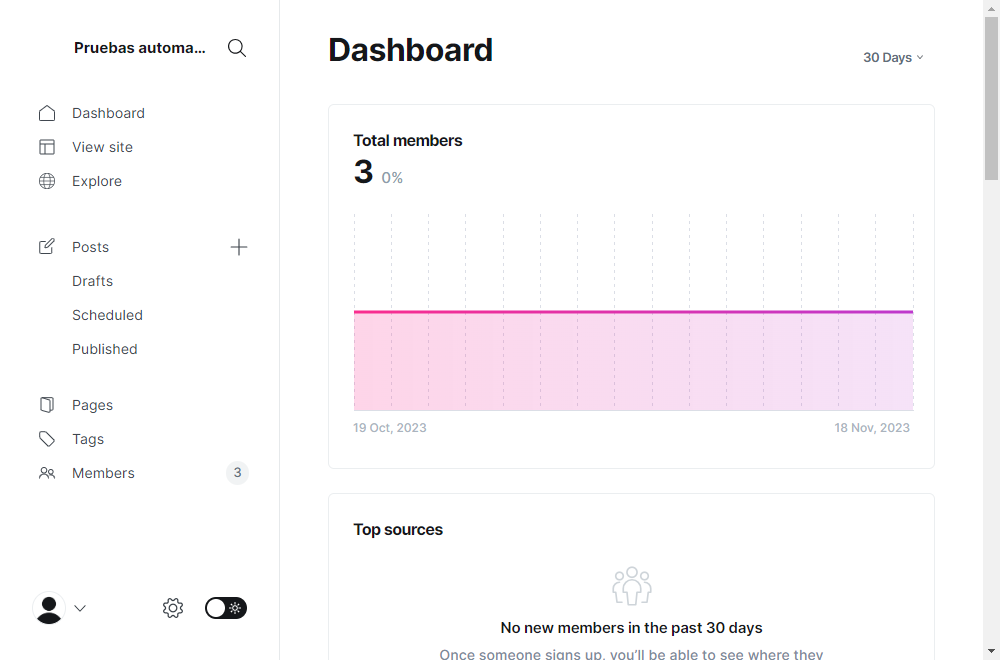 Pruebas automa...
Dashboard
View site
Explore
Posts
Drafts
Scheduled
Published
Pages
Tags
Members
3
Dashboard
30 Days
Total members
3 0%
19 Oct, 2023
18 Nov, 2023
Top sources
No new members in the past 30 days
Once someone signs up, you'll be able to see where they